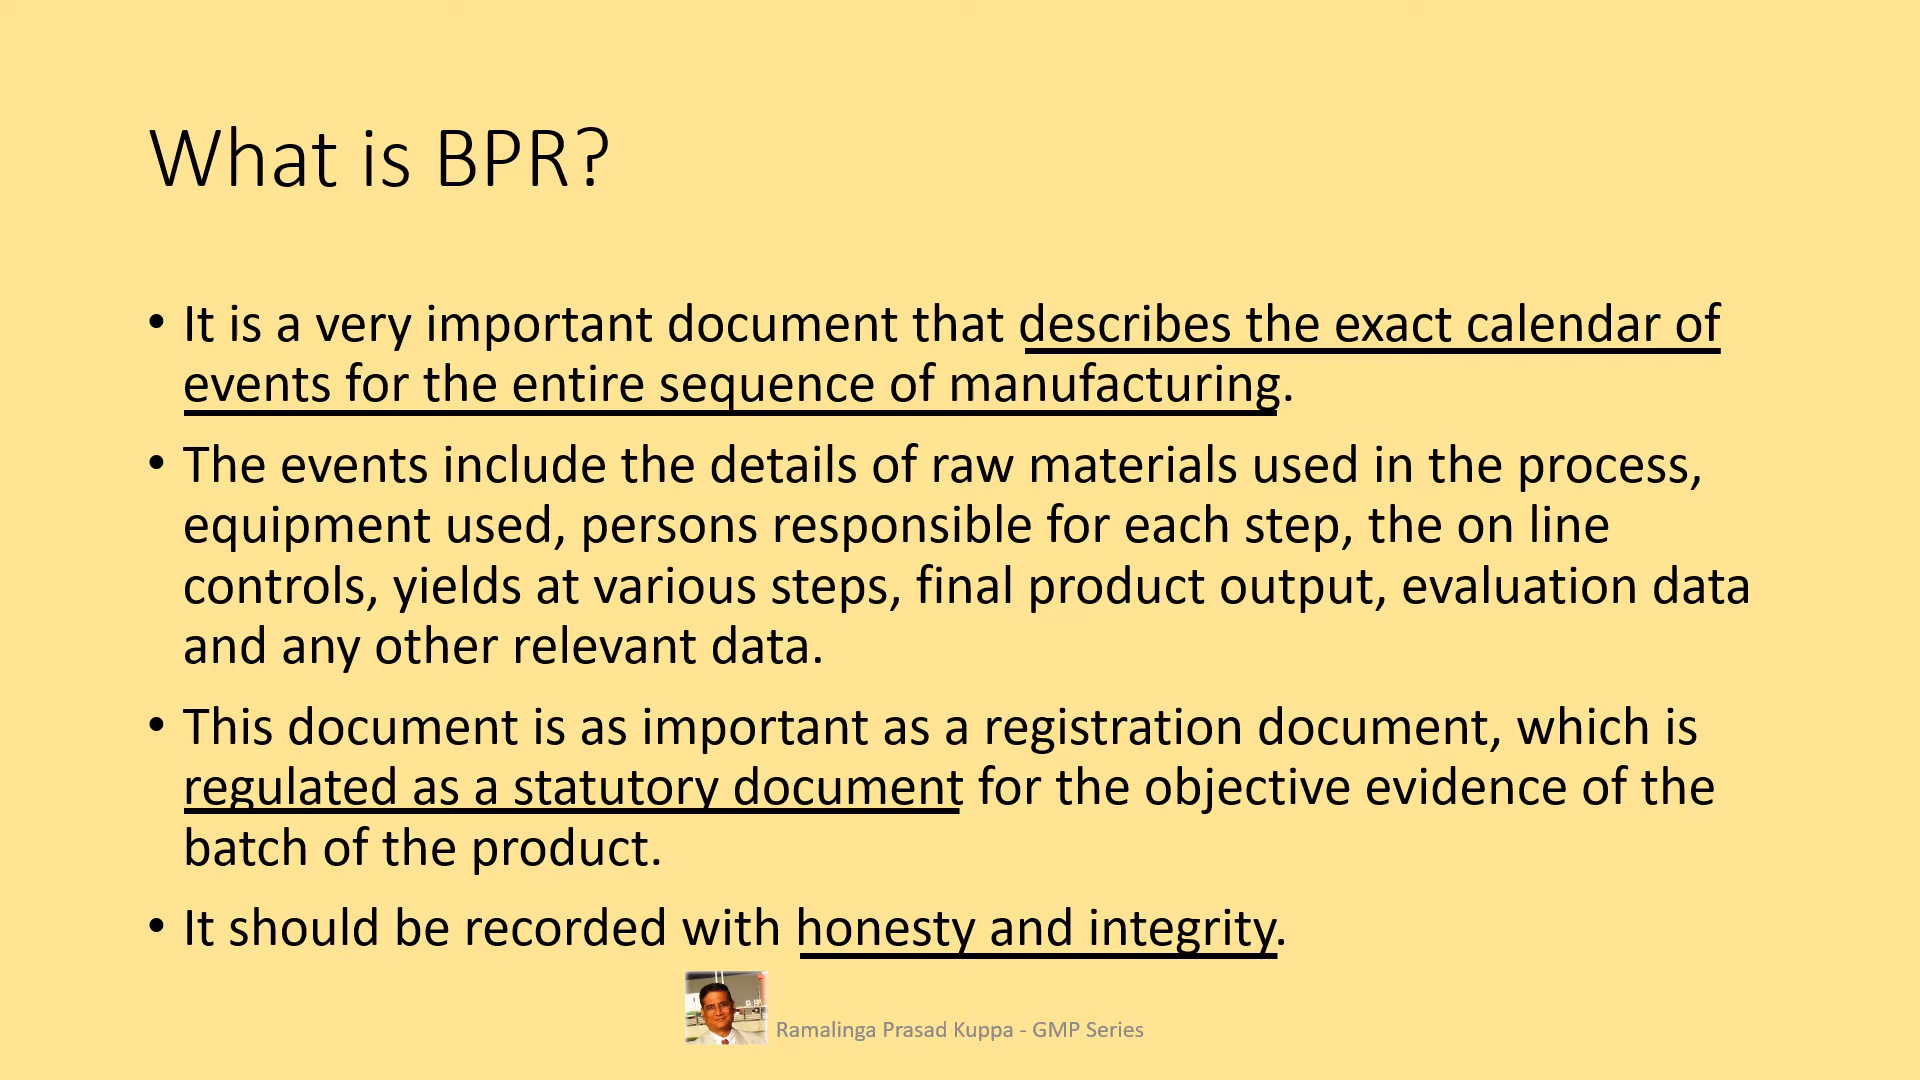 What is BPR?
• It is a very important document that describes the exact calendar of
events for the entire sequence of manufacturing.
• The events include the details of raw materials used in the process,
equipment used, persons responsible for each step, the on line
controls, yields at various steps, final product output, evaluation data
and any other relevant data.
• This document is as important as a registration document, which is
regulated as a statutory document for the objective evidence of the
batch of the product.
• It should be recorded with honesty and integrity.
Ramalinga Prasad Kuppa - GMP Series